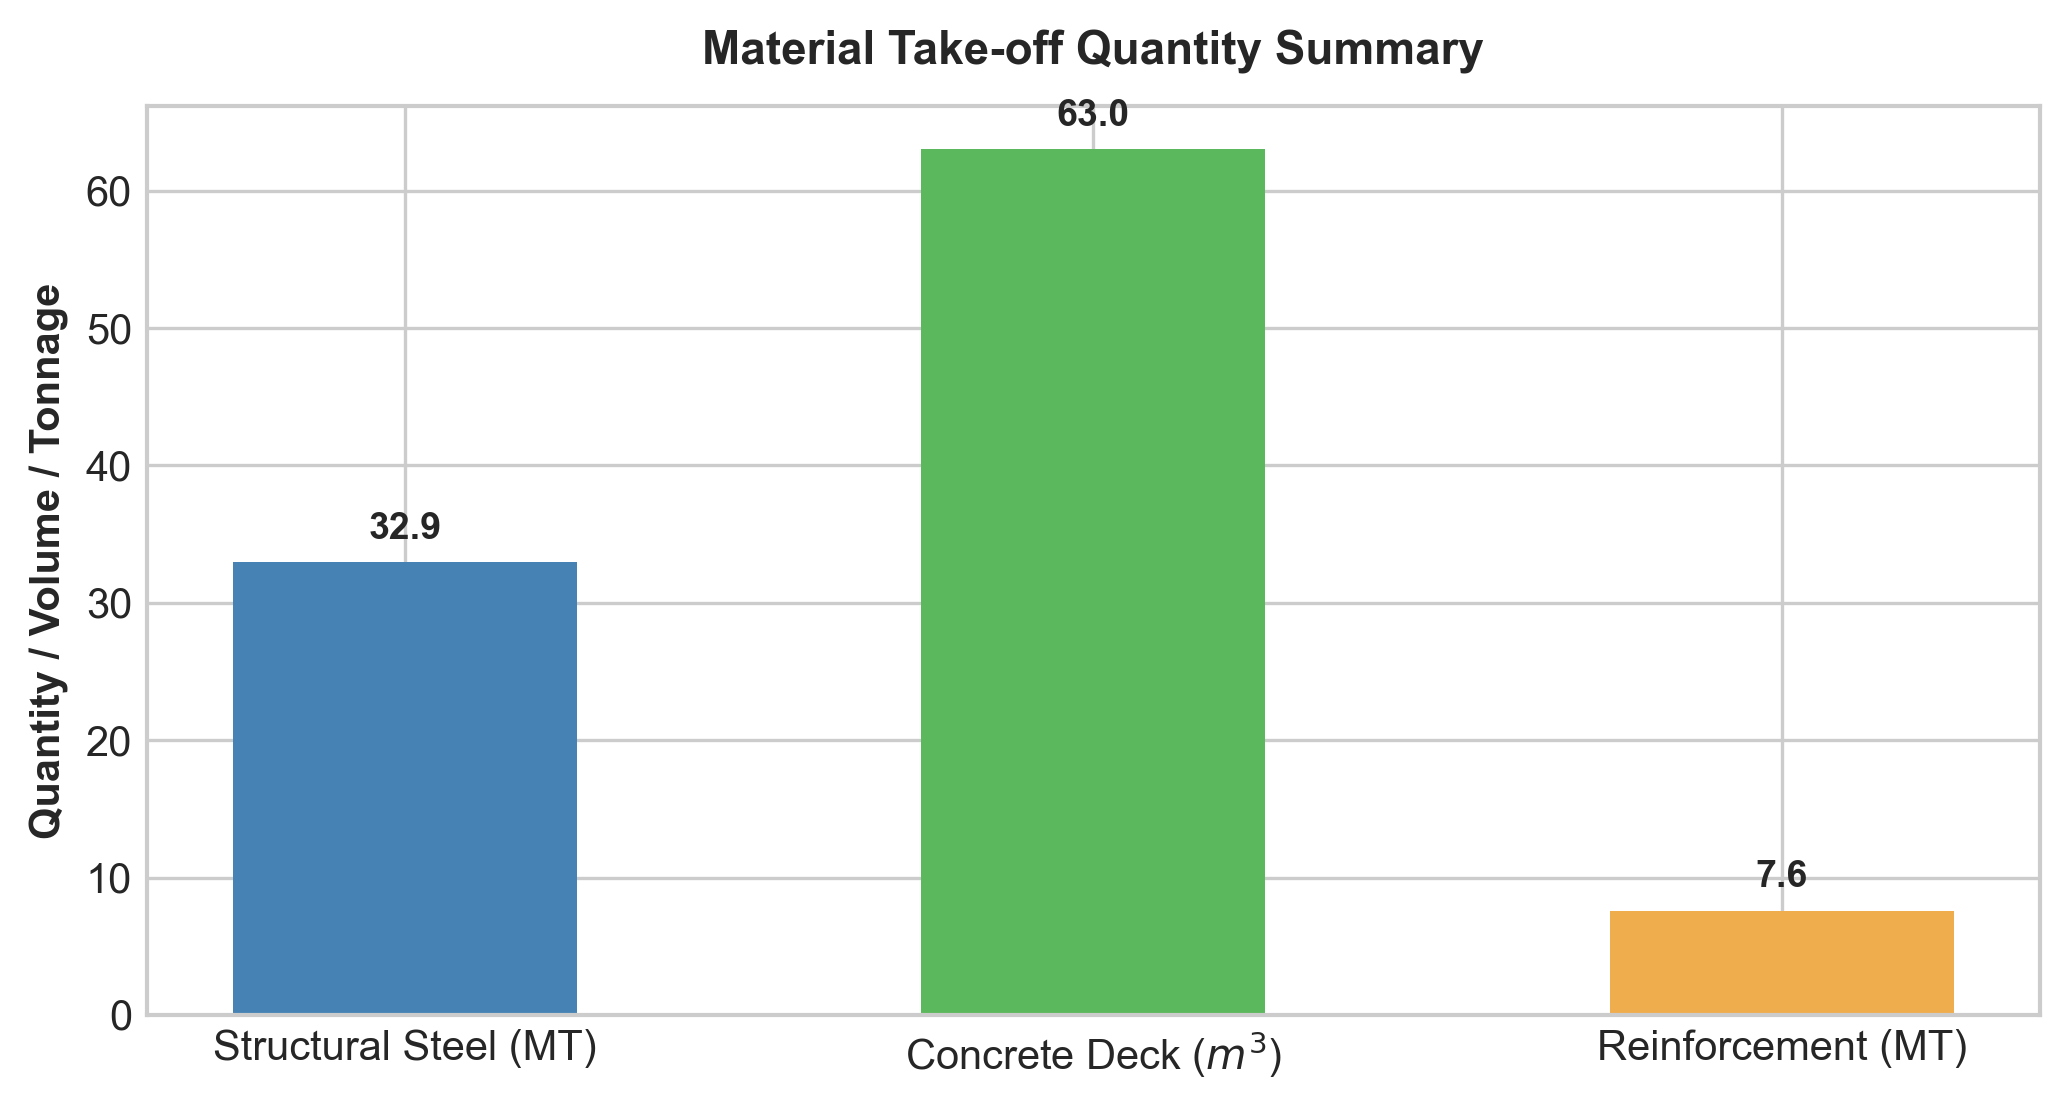 Material Take-off Quantity Summary
Quantity / Volume / Tonnage
60
50
40
30
20
10
0
32.9
63.0
7.6
Structural Steel (MT)
Concrete Deck (m³)
Reinforcement (MT)